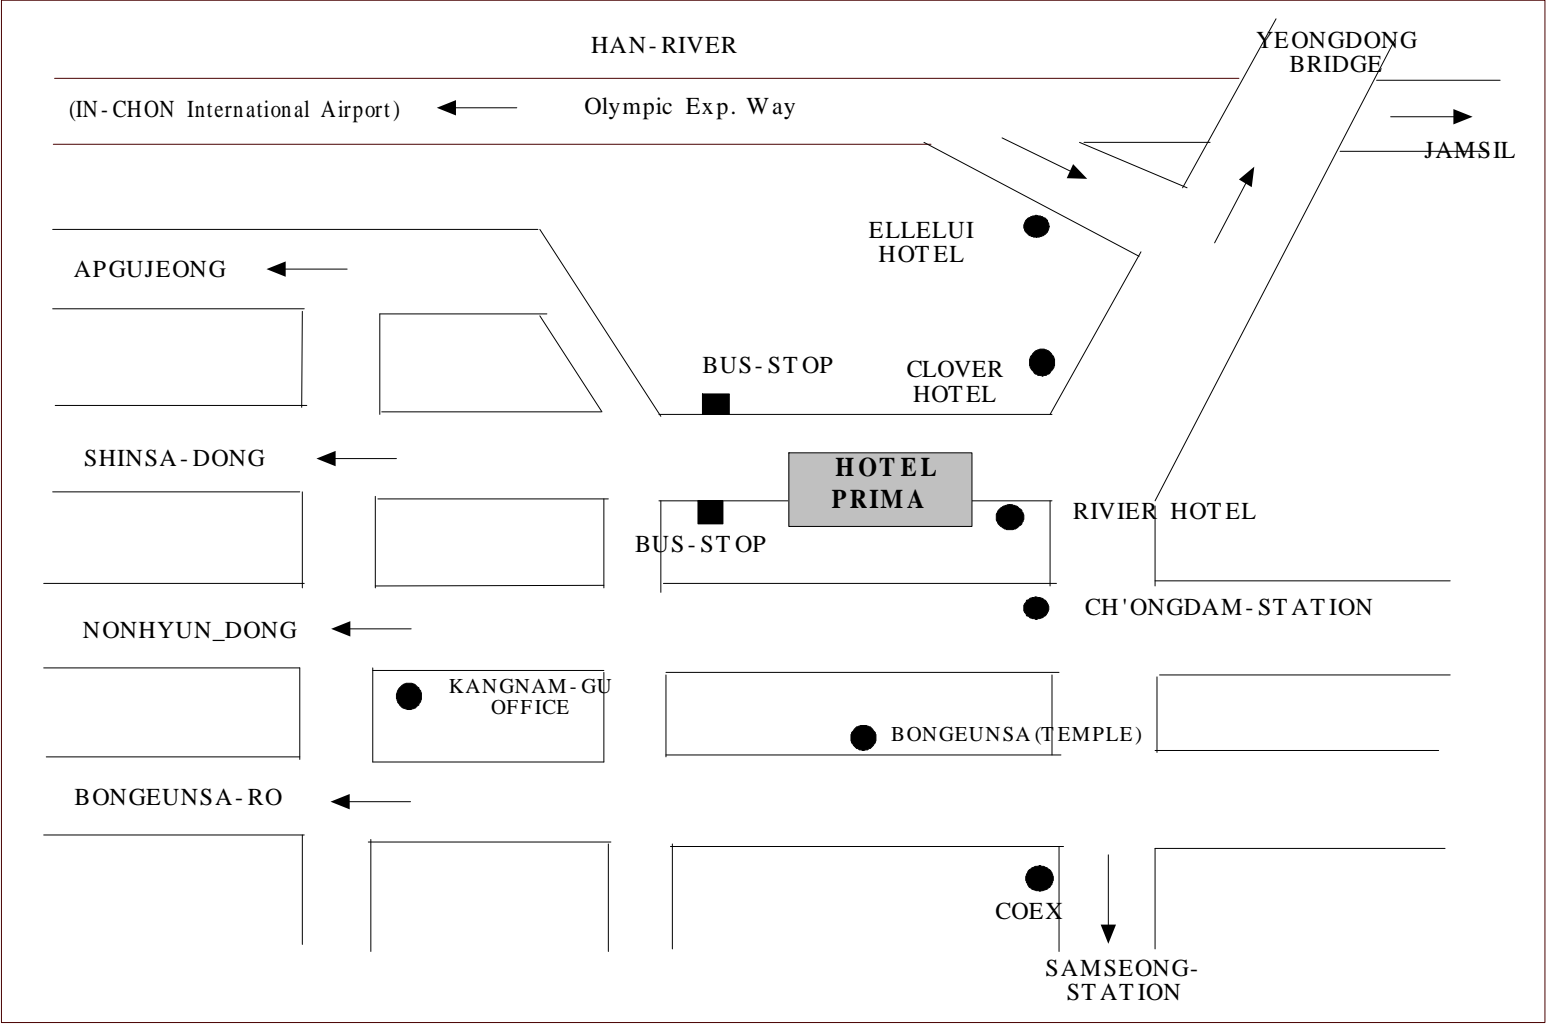 HAN-RIVER
YEONGDONG
BRIDGE
(IN-CHON International Airport)
Olympic Exp. Way
JAMSIL
ELLELUI
HOTEL
APGUJEONG
BUS-STOP
CLOVER
HOTEL
SHINSA-DONG
HOTEL
PRIMA
RIVIER HOTEL
BUS-STOP
CH'ONGDAM-STATION
NONHYUN_DONG
KANGNAM-GU
OFFICE
BONGEUNSA(TEMPLE)
BONGEUNSA-RO
COEX
SAMSEONG-
STATION